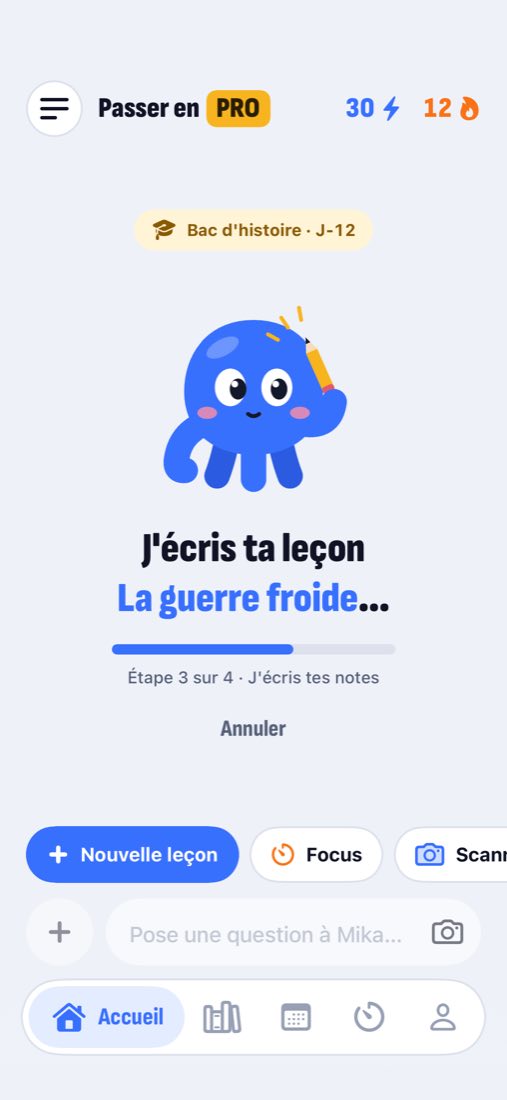 Passer en PRO
30
12
Bac d'histoire · J-12
J'écris ta leçon
La guerre froide...
Étape 3 sur 4 · J'écris tes notes
Annuler
Nouvelle leçon
Focus
Scann
Pose une question à Mika...
Accueil